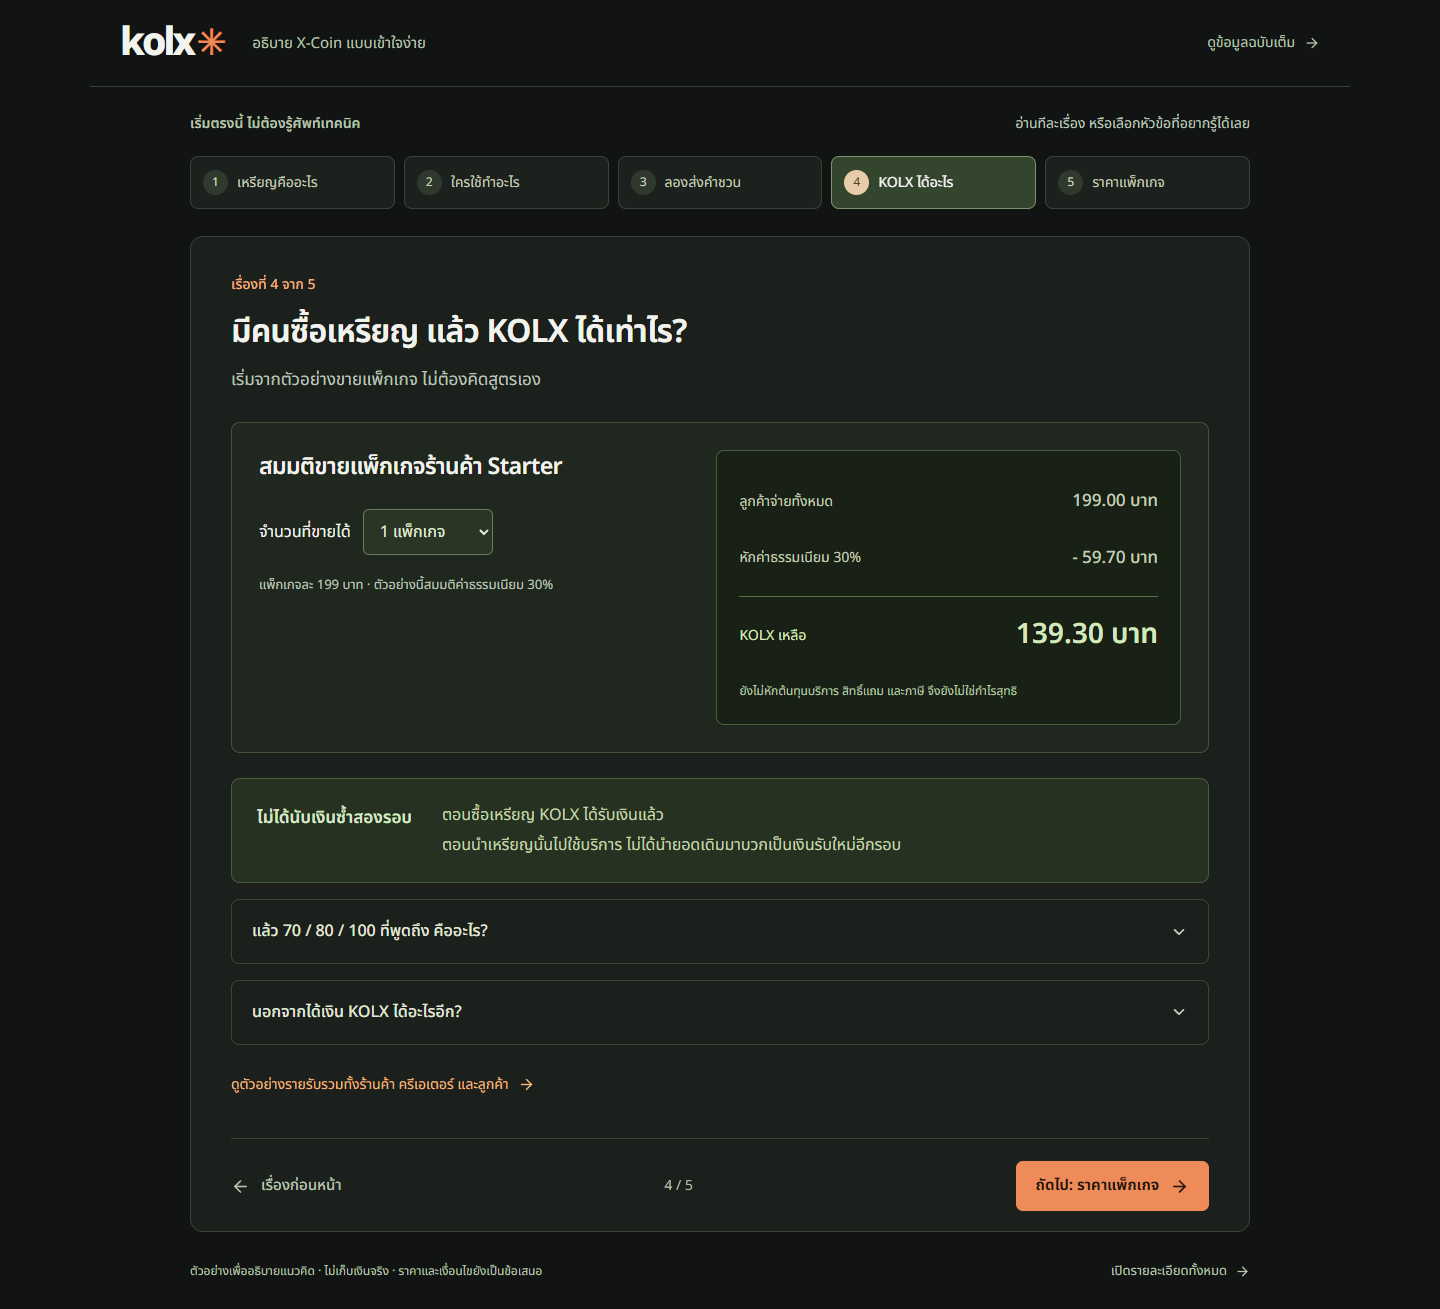 kolx
อธิบาย X-Coin แบบเข้าใจง่าย
ดูข้อมูลฉบับเต็ม →
เริ่มตรงนี้ ไม่ต้องรู้ศัพท์เทคนิค
อ่านทีละเรื่อง หรือเลือกหัวข้อที่อยากรู้ได้เลย
1 เหรียญคืออะไร
2 ใครใช้ทำอะไร
3 ลองส่งคำชวน
4 KOLX ได้อะไร
5 ราคาแพ็กเกจ
เรื่องที่ 4 จาก 5
มีคนซื้อเหรียญ แล้ว KOLX ได้เท่าไร?
เริ่มจากตัวอย่างขายแพ็กเกจ ไม่ต้องคิดสูตรเอง
สมมติขายแพ็กเกจร้านค้า Starter
จำนวนที่ขายได้ 1 แพ็กเกจ
แพ็กเกจละ 199 บาท · ตัวอย่างนี้สมมติค่าธรรมเนียม 30%
ลูกค้าจ่ายทั้งหมด 199.00 บาท
หักค่าธรรมเนียม 30% - 59.70 บาท
KOLX เหลือ 139.30 บาท
ยังไม่หักต้นทุนบริการ สิทธิ์แถม และภาษี จึงยังไม่ใช่กำไรสุทธิ
ไม่ได้นับเงินซ้ำสองรอบ
ตอนซื้อเหรียญ KOLX ได้รับเงินแล้ว
ตอนนำเหรียญนั้นไปใช้บริการ ไม่ได้นำยอดเดิมมาบวกเป็นเงินรับใหม่อีกรอบ
แล้ว 70 / 80 / 100 ที่พูดถึง คืออะไร?
นอกจากได้เงิน KOLX ได้อะไรอีก?
ดูตัวอย่างรายรับรวมทั้งร้านค้า ครีเอเตอร์ และลูกค้า →
← เรื่องก่อนหน้า
4 / 5
ถัดไป: ราคาแพ็กเกจ →
ตัวอย่างเพื่ออธิบายแนวคิด · ไม่เก็บเงินจริง · ราคาและเงื่อนไขยังเป็นข้อเสนอ
เปิดรายละเอียดทั้งหมด →